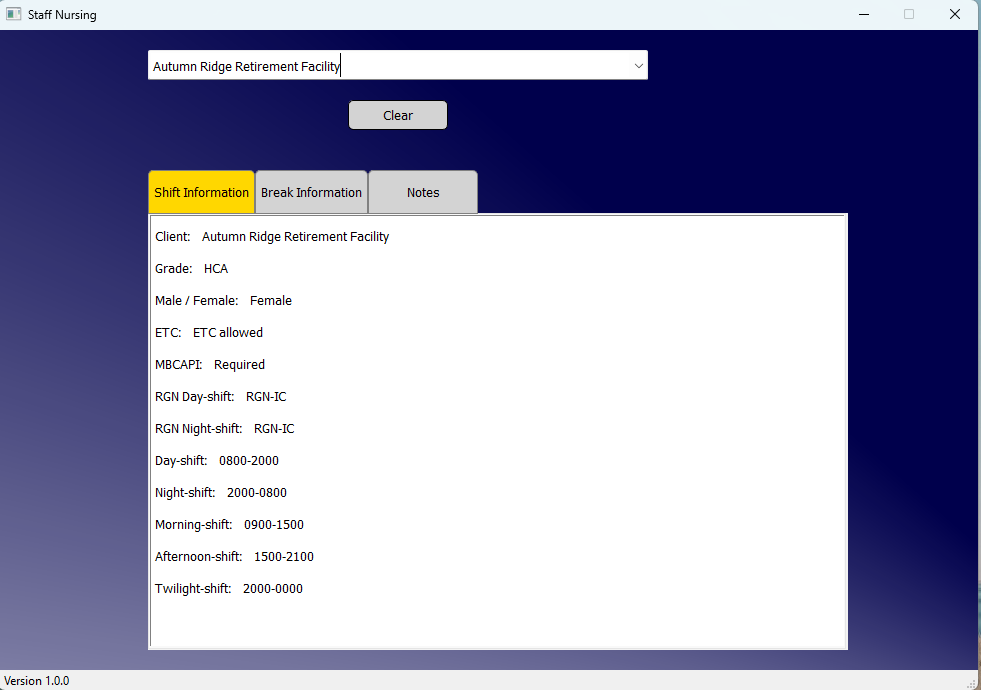 Staff Nursing
Autumn Ridge Retirement Facility
Clear
Shift Information Break Information Notes
Client: Autumn Ridge Retirement Facility
Grade: HCA
Male / Female: Female
ETC: ETC allowed
MBCAPI: Required
RGN Day-shift: RGN-IC
RGN Night-shift: RGN-IC
Day-shift: 0800-2000
Night-shift: 2000-0800
Morning-shift: 0900-1500
Afternoon-shift: 1500-2100
Twilight-shift: 2000-0000
Version 1.0.0